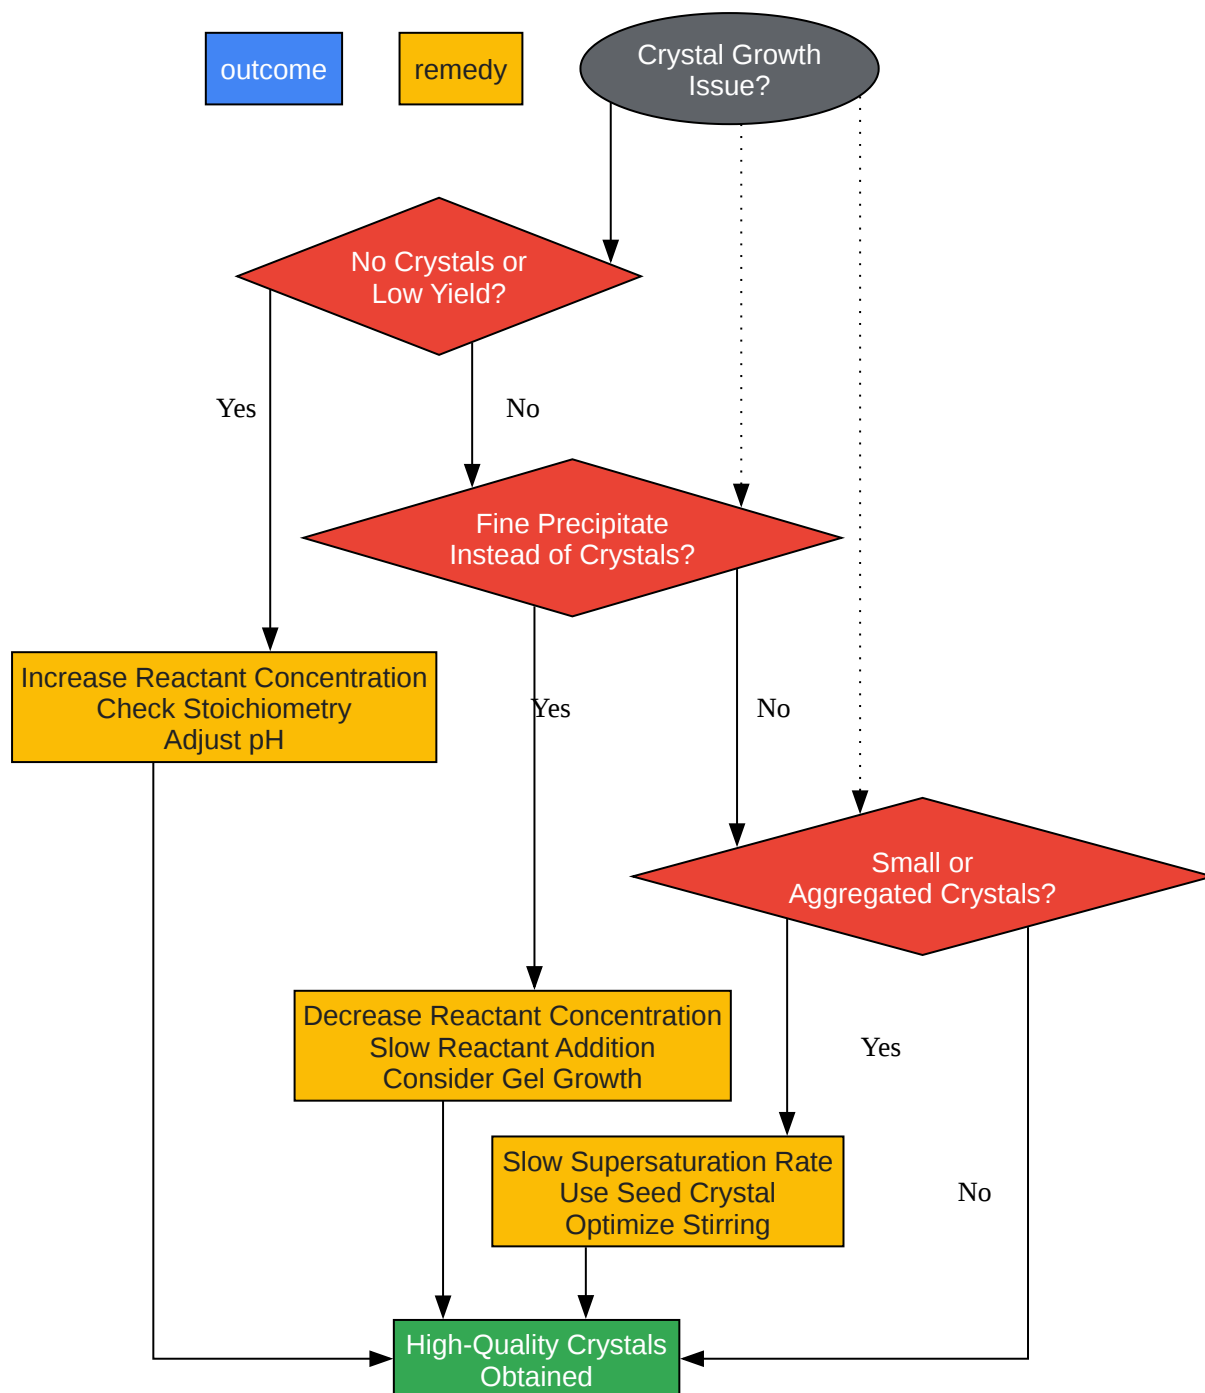 outcome
remedy
Crystal Growth
Issue?
No Crystals or
Low Yield?
Yes
No
Fine Precipitate
Instead of Crystals?
Increase Reactant Concentration
Check Stoichiometry
Adjust pH
Yes
No
Small or
Aggregated Crystals?
Decrease Reactant Concentration
Slow Reactant Addition
Consider Gel Growth
Yes
Slow Supersaturation Rate
Use Seed Crystal
Optimize Stirring
No
High-Quality Crystals
Obtained